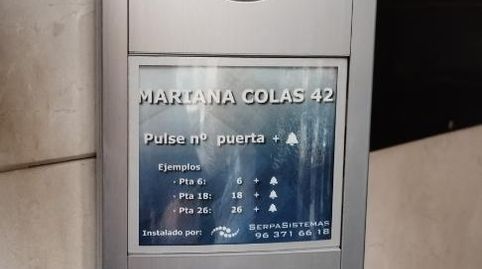 MARIANA COLAS 42
Pulse nº puerta + 🔔
Ejemplos
· Pta 6: 6 + 🔔
· Pta 18: 18 + 🔔
· Pta 26: 26 + 🔔
Instalado por: SERPASISTEMAS
96 371 66 18